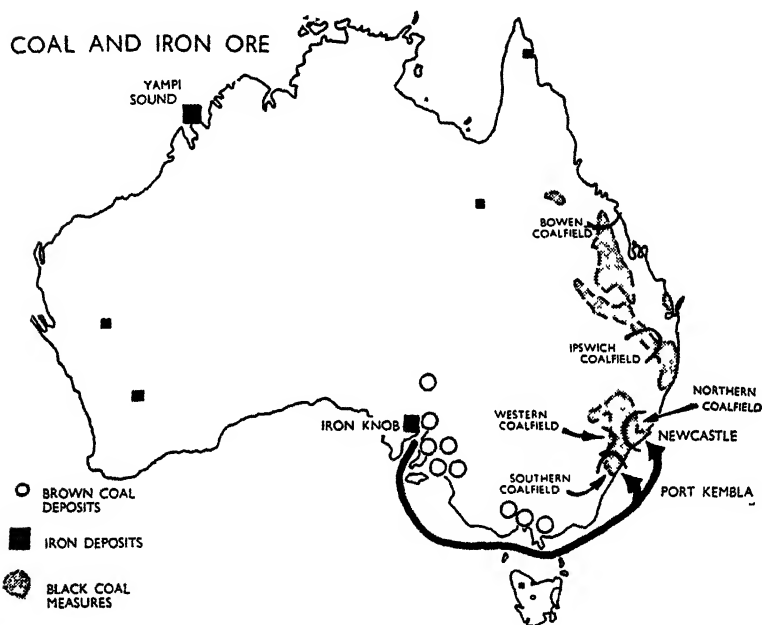 COAL AND IRON ORE
YAMPI
SOUND
BOWEN
COALFIELD
IPSWICH
COALFIELD
NORTHERN
COALFIELD
WESTERN
COALFIELD
IRON KNOB
NEWCASTLE
SOUTHERN
COALFIELD
PORT KEMBLA
BROWN COAL
DEPOSITS
IRON DEPOSITS
BLACK COAL
MEASURES